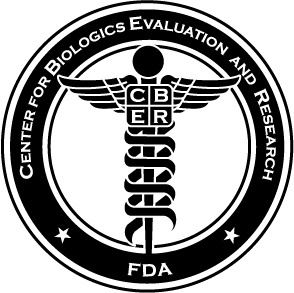 CENTER FOR BIOLOGICS EVALUATION AND RESEARCH
CB
ER
FDA